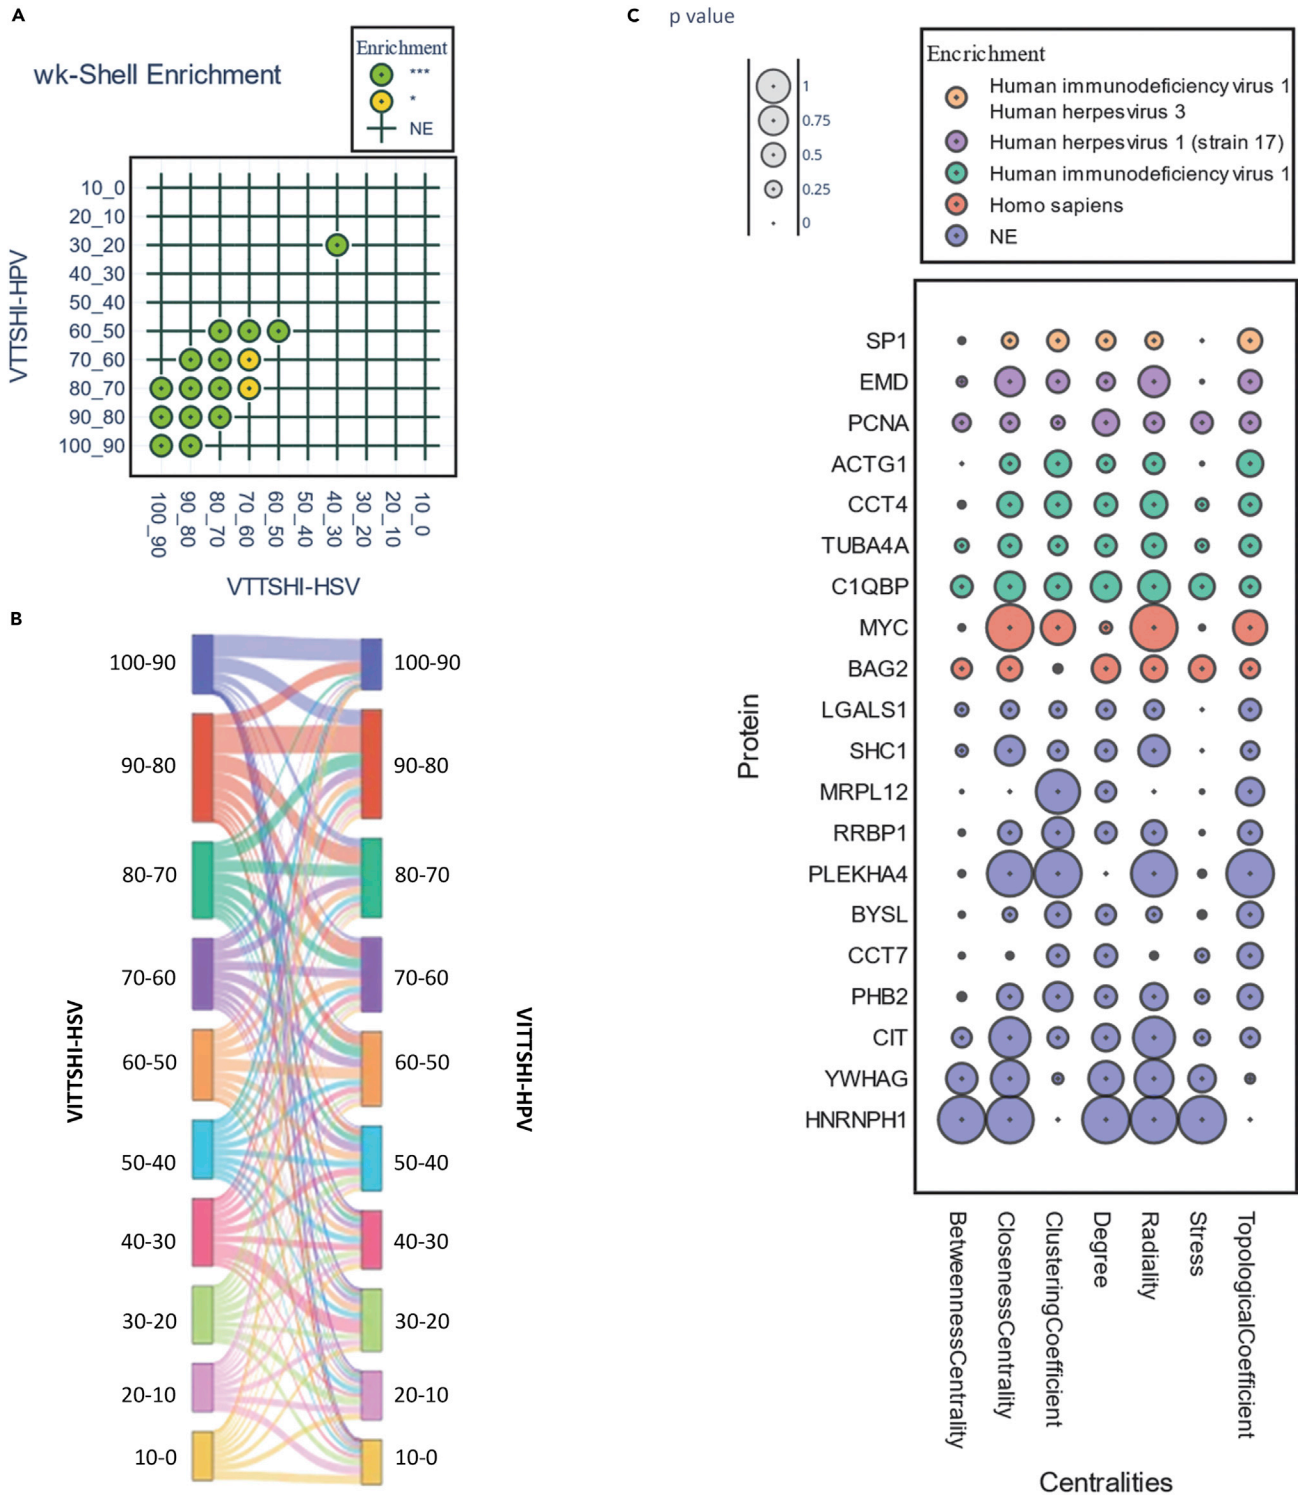 A
wk-Shell Enrichment
Enrichment
***
*
NE
VTTSHI-HPV
10_0
20_10
30_20
40_30
50_40
60_50
70_60
80_70
90_80
100_90
100_90
90_80
80_70
70_60
60_50
50_40
40_30
30_20
20_10
10_0
VTTSHI-HSV
B
VITTSHI-HSV
100-90
90-80
80-70
70-60
60-50
50-40
40-30
30-20
20-10
10-0
100-90
90-80
80-70
70-60
60-50
50-40
40-30
30-20
20-10
10-0
VITTSHI-HPV
C
p value
1
0.75
0.5
0.25
0
Encrichment
Human immunodeficiency virus 1
Human herpesvirus 3
Human herpesvirus 1 (strain 17)
Human immunodeficiency virus 1
Homo sapiens
NE
Protein
SP1
EMD
PCNA
ACTG1
CCT4
TUBA4A
C1QBP
MYC
BAG2
LGALS1
SHC1
MRPL12
RRBP1
PLEKHA4
BYSL
CCT7
PHB2
CIT
YWHAG
HNRNPH1
BetweennessCentrality
ClosenessCentrality
ClusteringCoefficient
Degree
Radiality
Stress
TopologicalCoefficient
Centralities